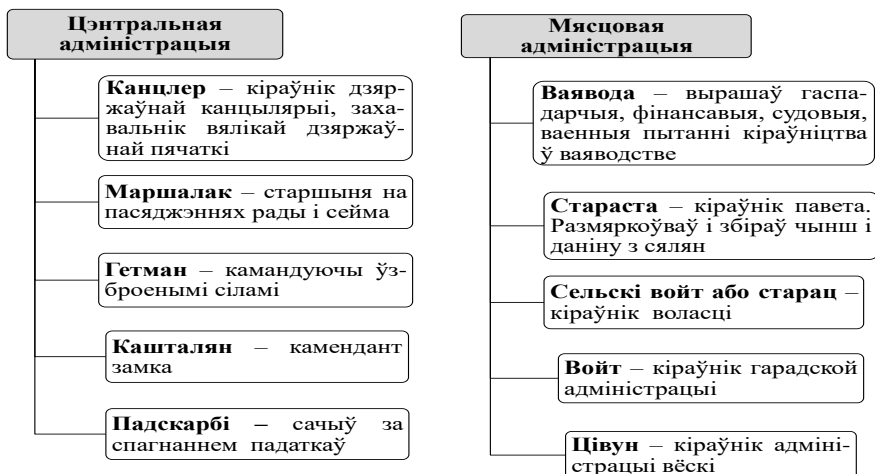 Цэнтральная
адміністрацыя
Канцлер – кіраўнік дзяр-
жаўнай канцылярыі, заха-
вальнік вялікай дзяржаў-
най пячаткі
Маршалак – старшыня на
пасяджэннях рады і сейма
Гетман – камандуючы ўз-
броенымі сіламі
Кашталян – камендант
замка
Падскарбі – сачыў за
спагнаннем падаткаў
Мясцовая
адміністрацыя
Ваявода – вырашаў гаспа-
дарчыя, фінансавыя, судовыя,
ваенныя пытанні кіраўніцтва
ў ваяводстве
Стараста – кіраўнік павета.
Размяркоўваў і збіраў чынш і
даніну з сялян
Сельскі войт або старац –
кіраўнік воласці
Войт – кіраўнік гарадской
адміністрацыі
Цівун – кіраўнік адміні-
страцыі вёскі